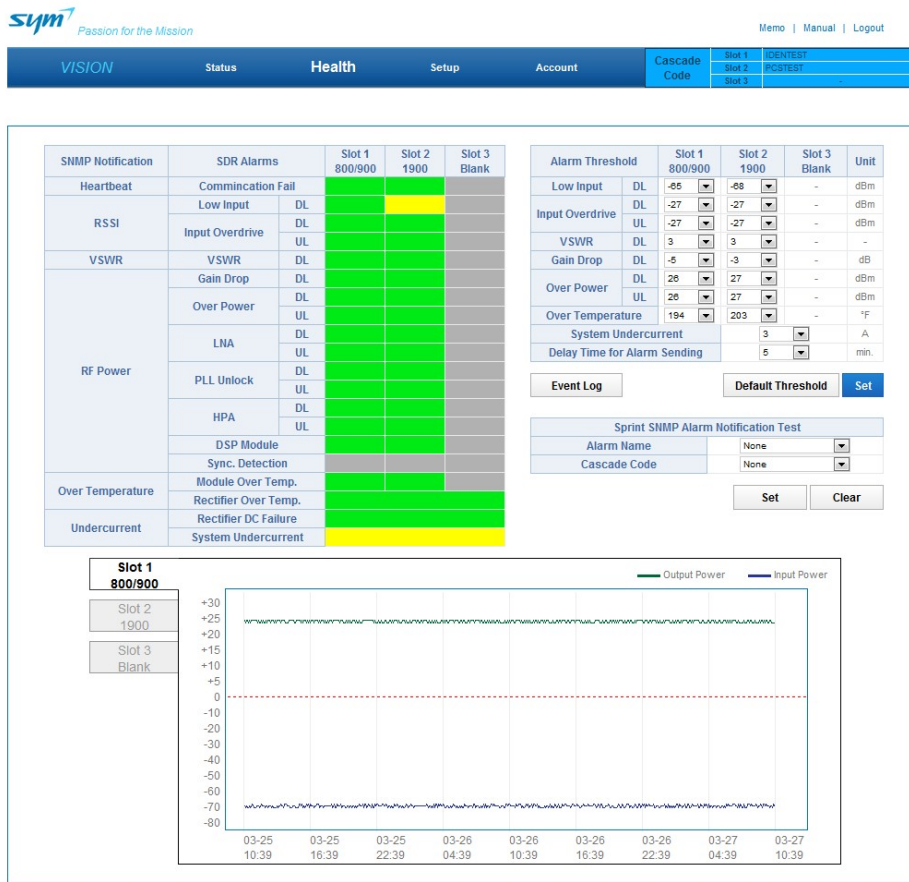 sym
Passion for the Mission
Memo | Manual | Logout
VISION Status Health Setup Account
Cascade Code
Slot 1 IDENTEST
Slot 2 PCSTEST
Slot 3 -
SNMP Notification SDR Alarms Slot 1 800/900 Slot 2 1900 Slot 3 Blank
Heartbeat Commincation Fail
RSSI Low Input DL
Input Overdrive DL
UL
VSWR VSWR DL
RF Power Gain Drop DL
Over Power DL
UL
LNA DL
UL
PLL Unlock DL
UL
HPA DL
UL
DSP Module
Sync. Detection
Over Temperature Module Over Temp.
Rectifier Over Temp.
Undercurrent Rectifier DC Failure
System Undercurrent
Alarm Threshold Slot 1 800/900 Slot 2 1900 Slot 3 Blank Unit
Low Input DL -65 -68 - dBm
Input Overdrive DL -27 -27 - dBm
UL -27 -27 - dBm
VSWR DL 3 3 - -
Gain Drop DL -5 -3 - dB
Over Power DL 26 27 - dBm
UL 26 27 - dBm
Over Temperature 194 203 - °F
System Undercurrent 3 A
Delay Time for Alarm Sending 5 min.
Event Log Default Threshold Set
Sprint SNMP Alarm Notification Test
Alarm Name None
Cascade Code None
Set Clear
Slot 1
800/900
Slot 2
1900
Slot 3
Blank
Output Power Input Power
+30
+25
+20
+15
+10
+5
0
-10
-20
-30
-40
-50
-60
-70
-80
03-25 03-25 03-25 03-26 03-26 03-26 03-26 03-27 03-27
10:39 16:39 22:39 04:39 10:39 16:39 22:39 04:39 10:39